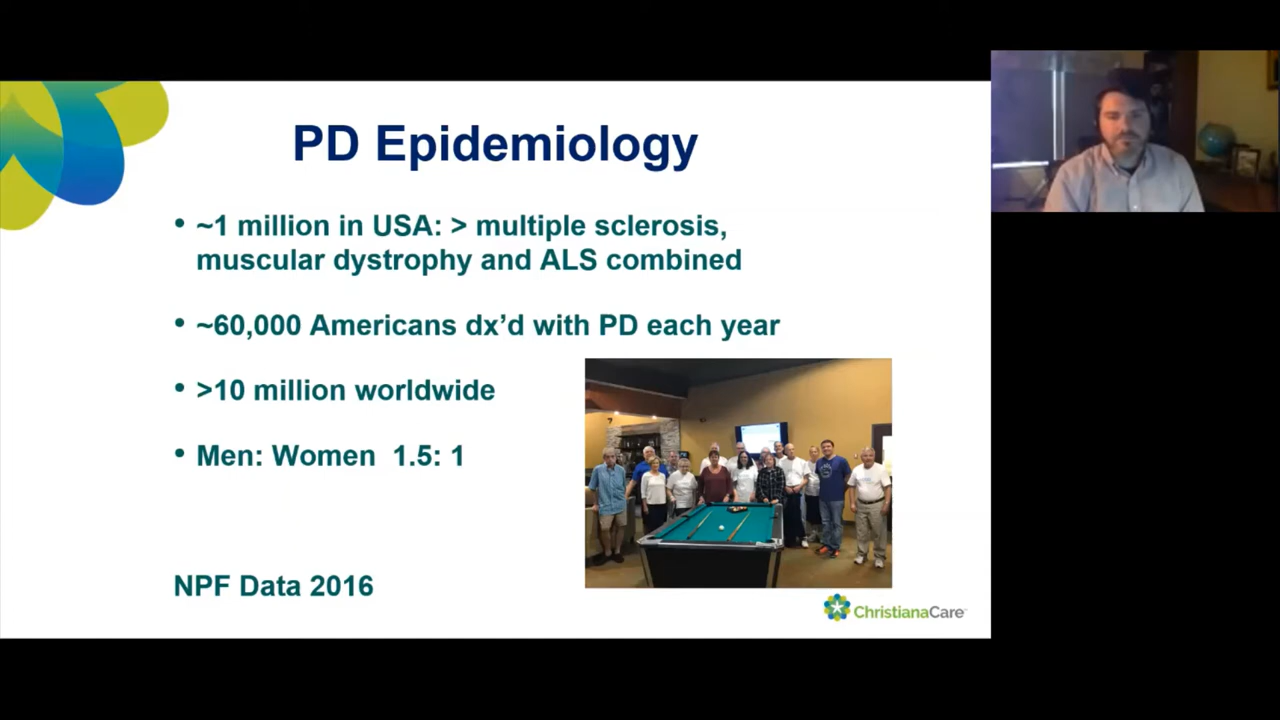 PD Epidemiology
• ~1 million in USA: > multiple sclerosis,
muscular dystrophy and ALS combined
• ~60,000 Americans dx’d with PD each year
• >10 million worldwide
• Men: Women 1.5: 1
NPF Data 2016
ChristianaCare